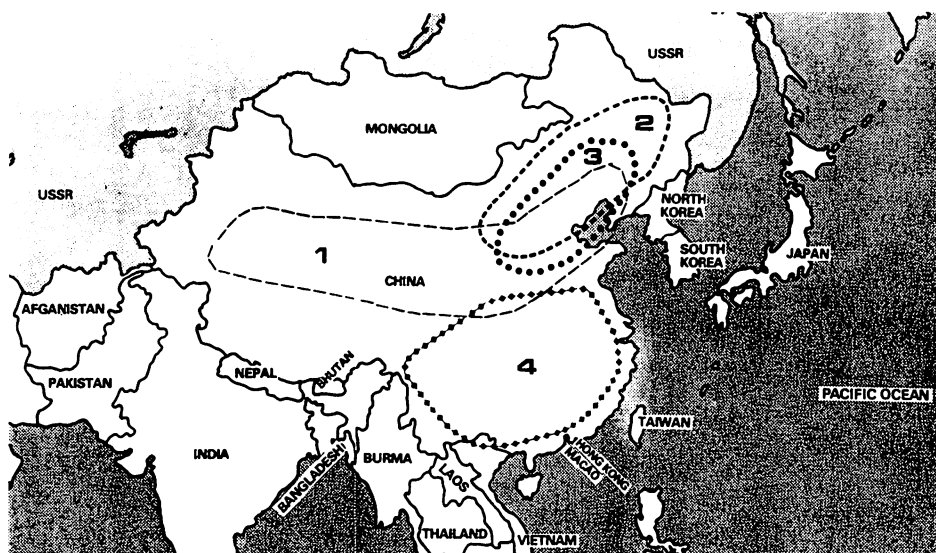 USSR
2
MONGOLIA
3
USSR
NORTH
KOREA
1
SOUTH
KOREA
JAPAN
CHINA
AFGANISTAN
NEPAL
BHUTAN
4
PAKISTAN
PACIFIC OCEAN
TAIWAN
INDIA
BANGLADESH
BURMA
HONG KONG
MACAO
LAOS
THAILAND
VIETNAM